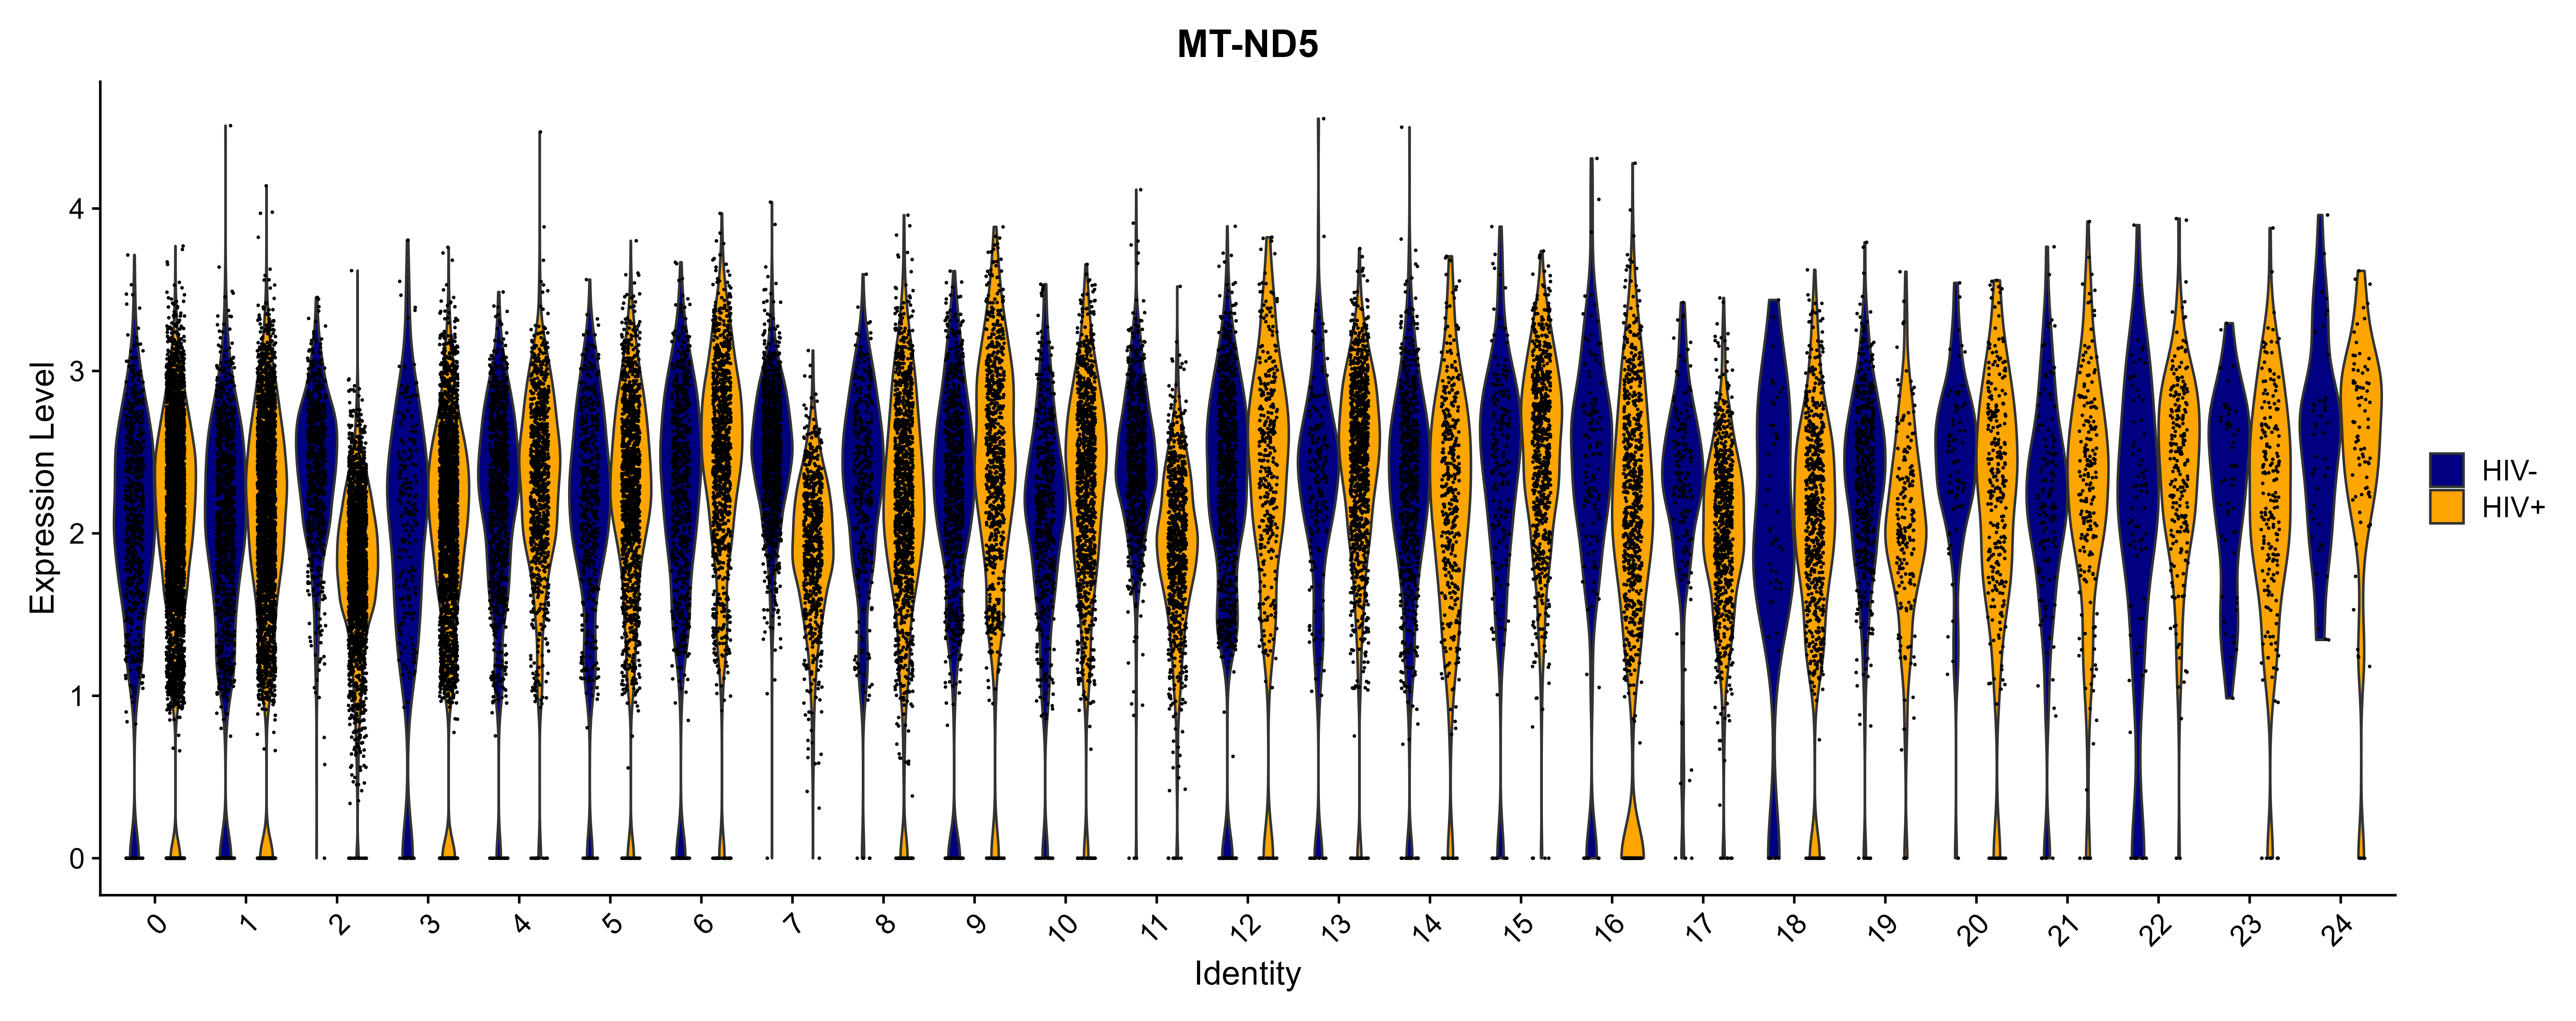 MT-ND5
Expression Level
4
3
2
1
0
0 1 2 3 4 5 6 7 8 9 10 11 12 13 14 15 16 17 18 19 20 21 22 23 24
Identity
HIV-
HIV+